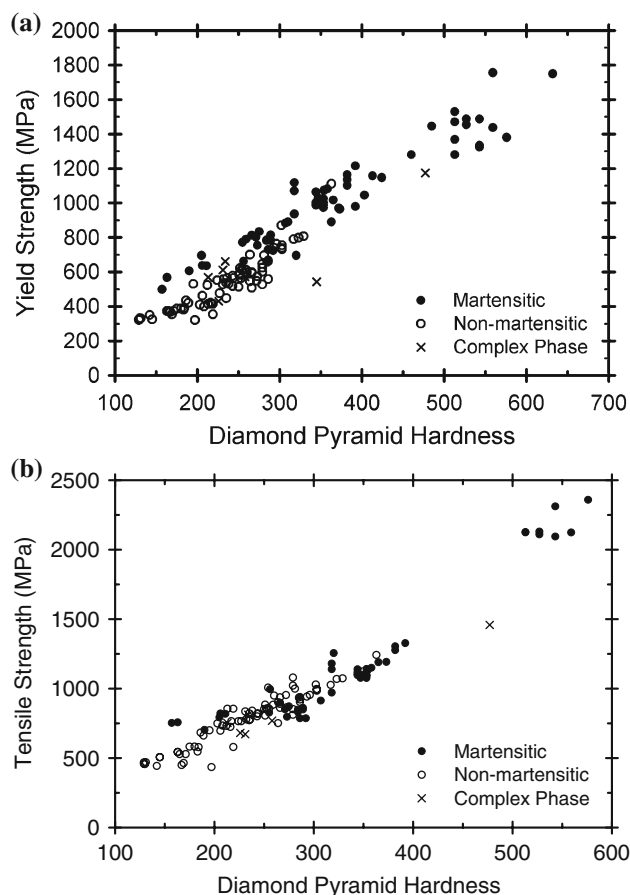 (a)
2000
1800
1600
1400
1200
1000
800
600
400
200
0
Yield Strength (MPa)
Martensitic
Non-martensitic
Complex Phase
100 200 300 400 500 600 700
Diamond Pyramid Hardness
(b)
2500
2000
1500
1000
500
0
Tensile Strength (MPa)
Martensitic
Non-martensitic
Complex Phase
100 200 300 400 500 600
Diamond Pyramid Hardness